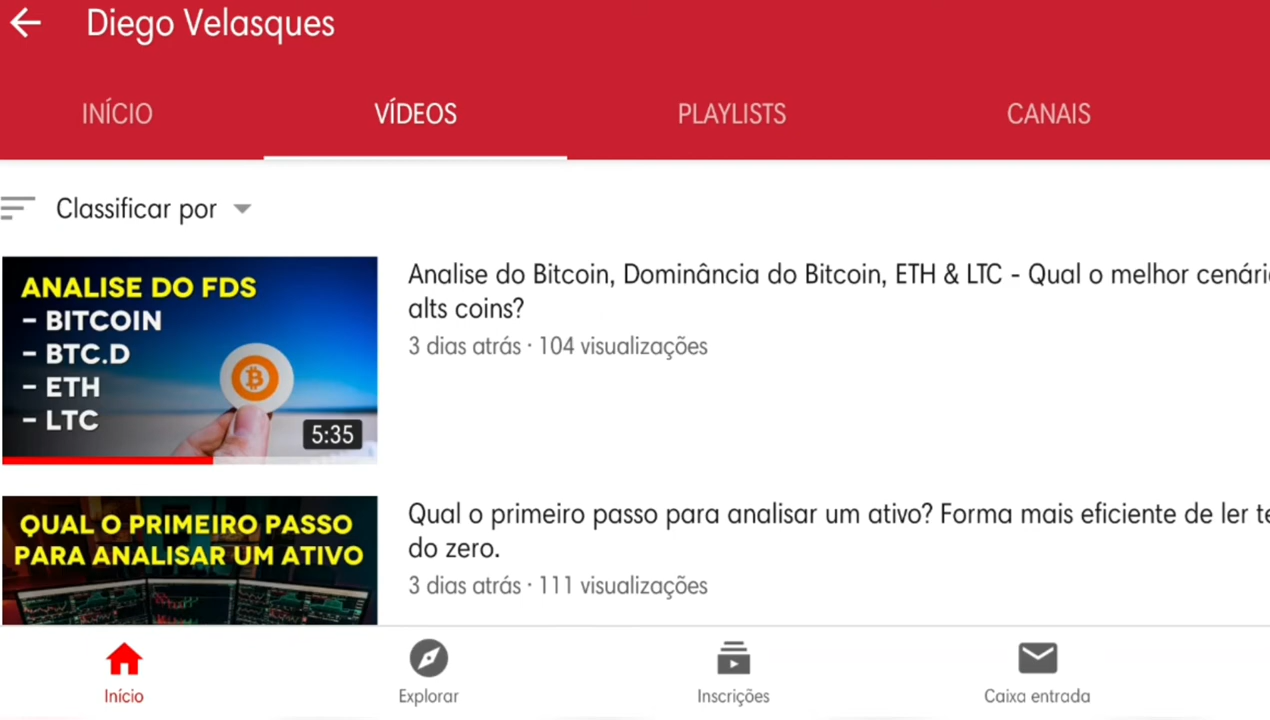 Diego Velasques
INÍCIO
VÍDEOS
PLAYLISTS
CANAIS
Classificar por
ANALISE DO FDS
- BITCOIN
- BTC.D
- ETH
- LTC
5:35
Analise do Bitcoin, Dominância do Bitcoin, ETH & LTC - Qual o melhor
alts coins?
3 dias atrás · 104 visualizações
QUAL O PRIMEIRO PASSO
PARA ANALISAR UM ATIVO
Qual o primeiro passo para analisar um ativo? Forma mais eficiente de ler
do zero.
3 dias atrás · 111 visualizações
Início
Explorar
Inscrições
Caixa entrada